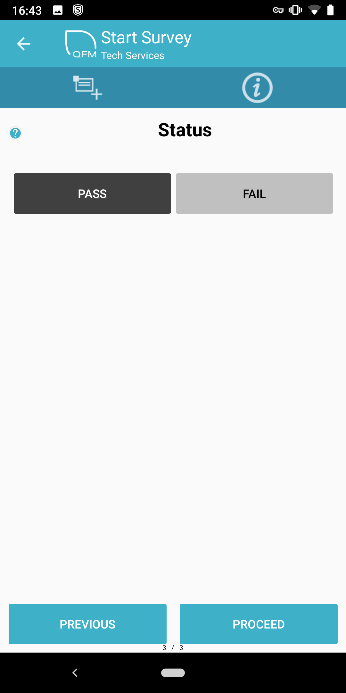 16:43
Start Survey
OFM
Tech Services
Status
PASS
FAIL
PREVIOUS
PROCEED
3 / 3